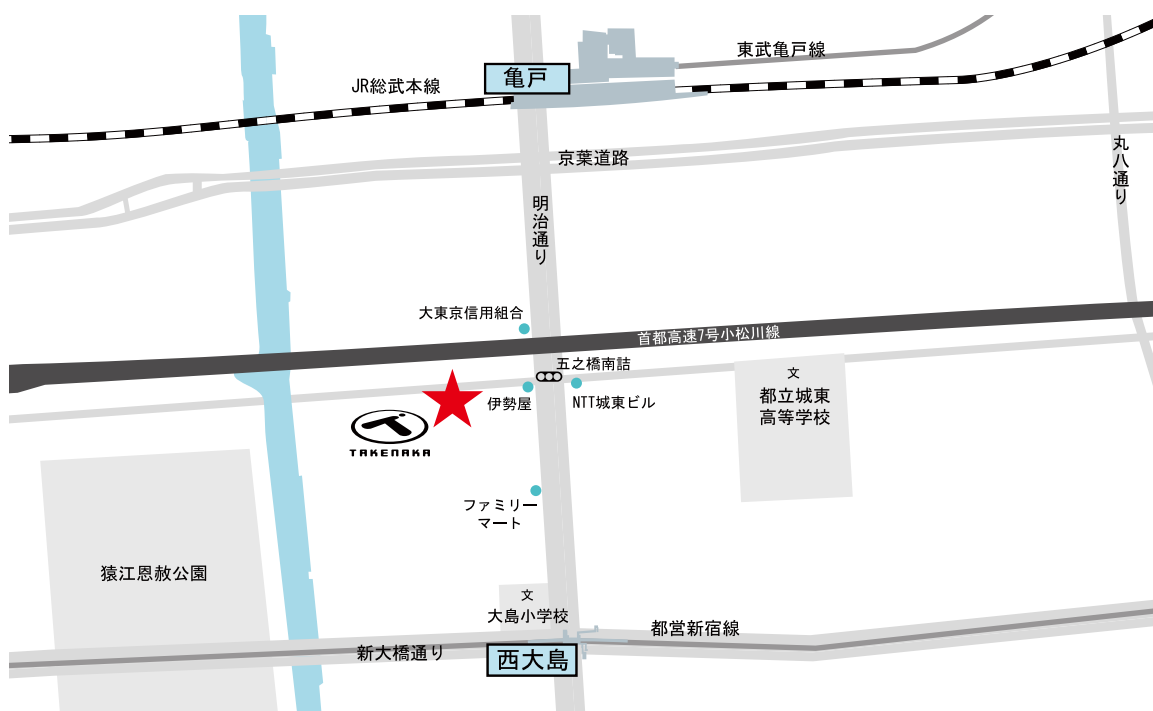 東武亀戸線
亀戸
JR総武本線
京葉道路
丸八通り
明治通り
大東京信用組合
首都高速7号小松川線
五之橋南詰
文
都立城東
高等学校
伊勢屋
NTT城東ビル
TAKENAKA
ファミリー
マート
猿江恩赦公園
文
大島小学校
都営新宿線
新大橋通り
西大島